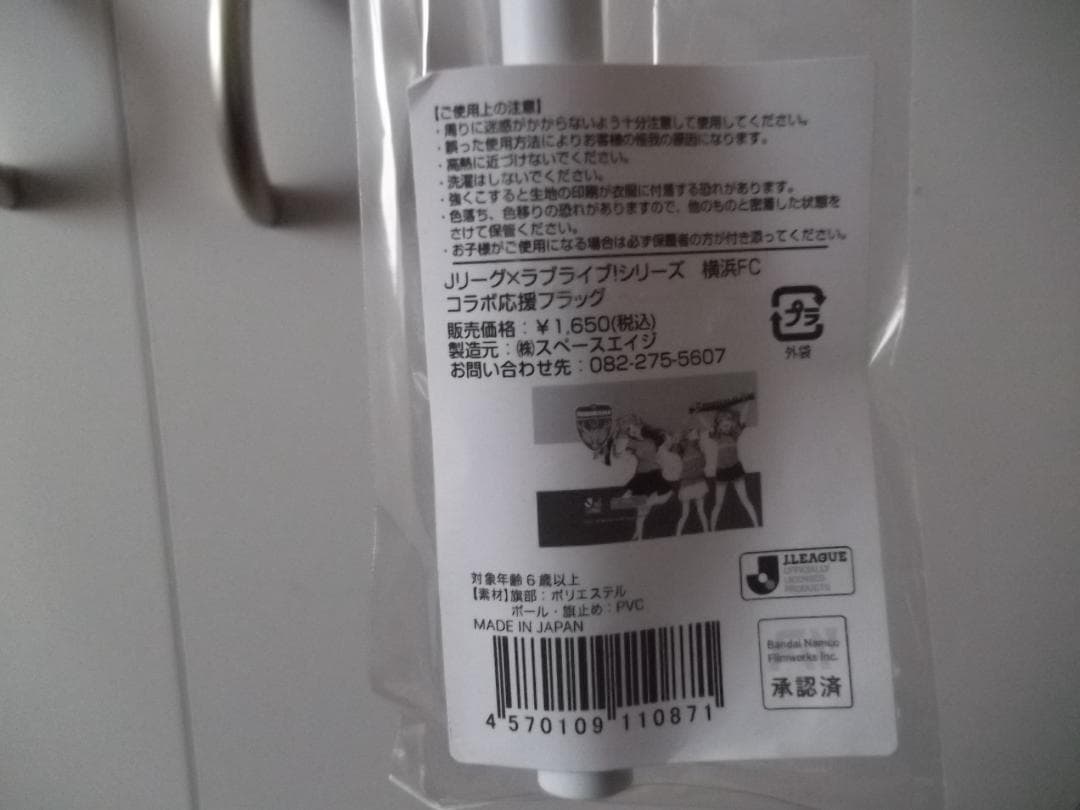 【ご使用上の注意】
・周りに迷惑がかからないよう十分注意して使用してください。
・誤った使用方法によりお客様の怪我の原因になります。
・高熱に近づけないでください。
・洗濯はしないでください。
・強くこすると生地の印刷が衣服に付着する恐れがあります。
・色落ち、色移りの恐れがありますので、他のものと密着した状態を
さけて保管ください。
・お子様がご使用になる場合は必ず保護者の方が付き添ってください。
Jリーグ×ラブライブ!シリーズ 横浜FC
コラボ応援フラッグ
販売価格：￥1,650(税込)
製造元：㈱スペースエイジ
お問い合わせ先：082-275-5607
プラ
外袋
対象年齢6歳以上
【素材】旗部：ポリエステル
ポール・旗止め：PVC
MADE IN JAPAN
4 570109 110871
J.LEAGUE
OFFICIALLY
LICENSED
PRODUCTS
Bandai Namco
Filmworks Inc.
承認済